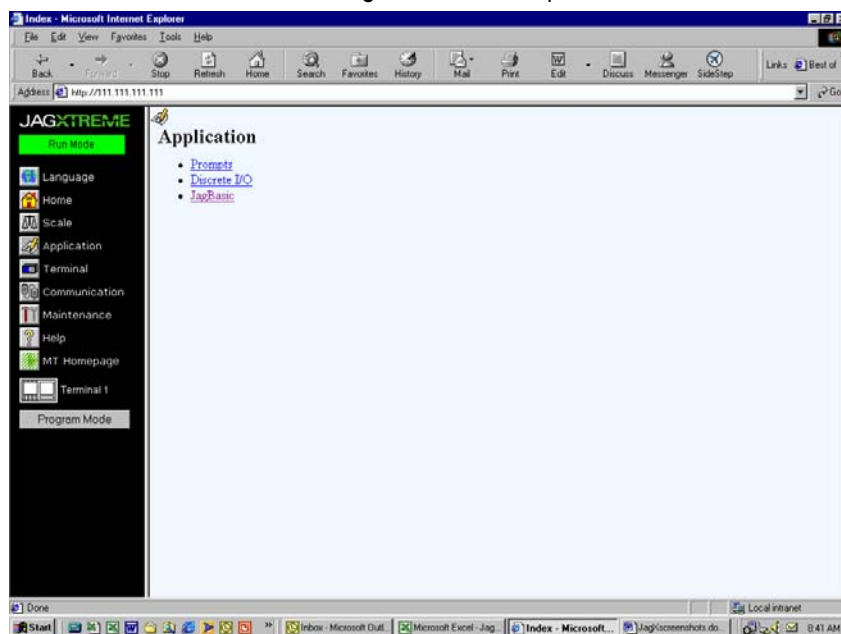 Index - Microsoft Internet Explorer
File Edit View Favorites Tools Help
Back Forward Stop Refresh Home Search Favorites History Mail Print Edit Discuss Messenger SideStep Links Best of
Address http://111.111.111.111 Go
JAGXTREME
Run Mode
Language
Home
Scale
Application
Terminal
Communication
Maintenance
Help
MT Homepage
Terminal 1
Program Mode
Application
Prompts
Discrete I/O
JagBasic
Done Local intranet
Start Inbox - Microsoft Outl... Microsoft Excel - Jag... Index - Microsoft... JagXscreenshots.do... 8:41 AM